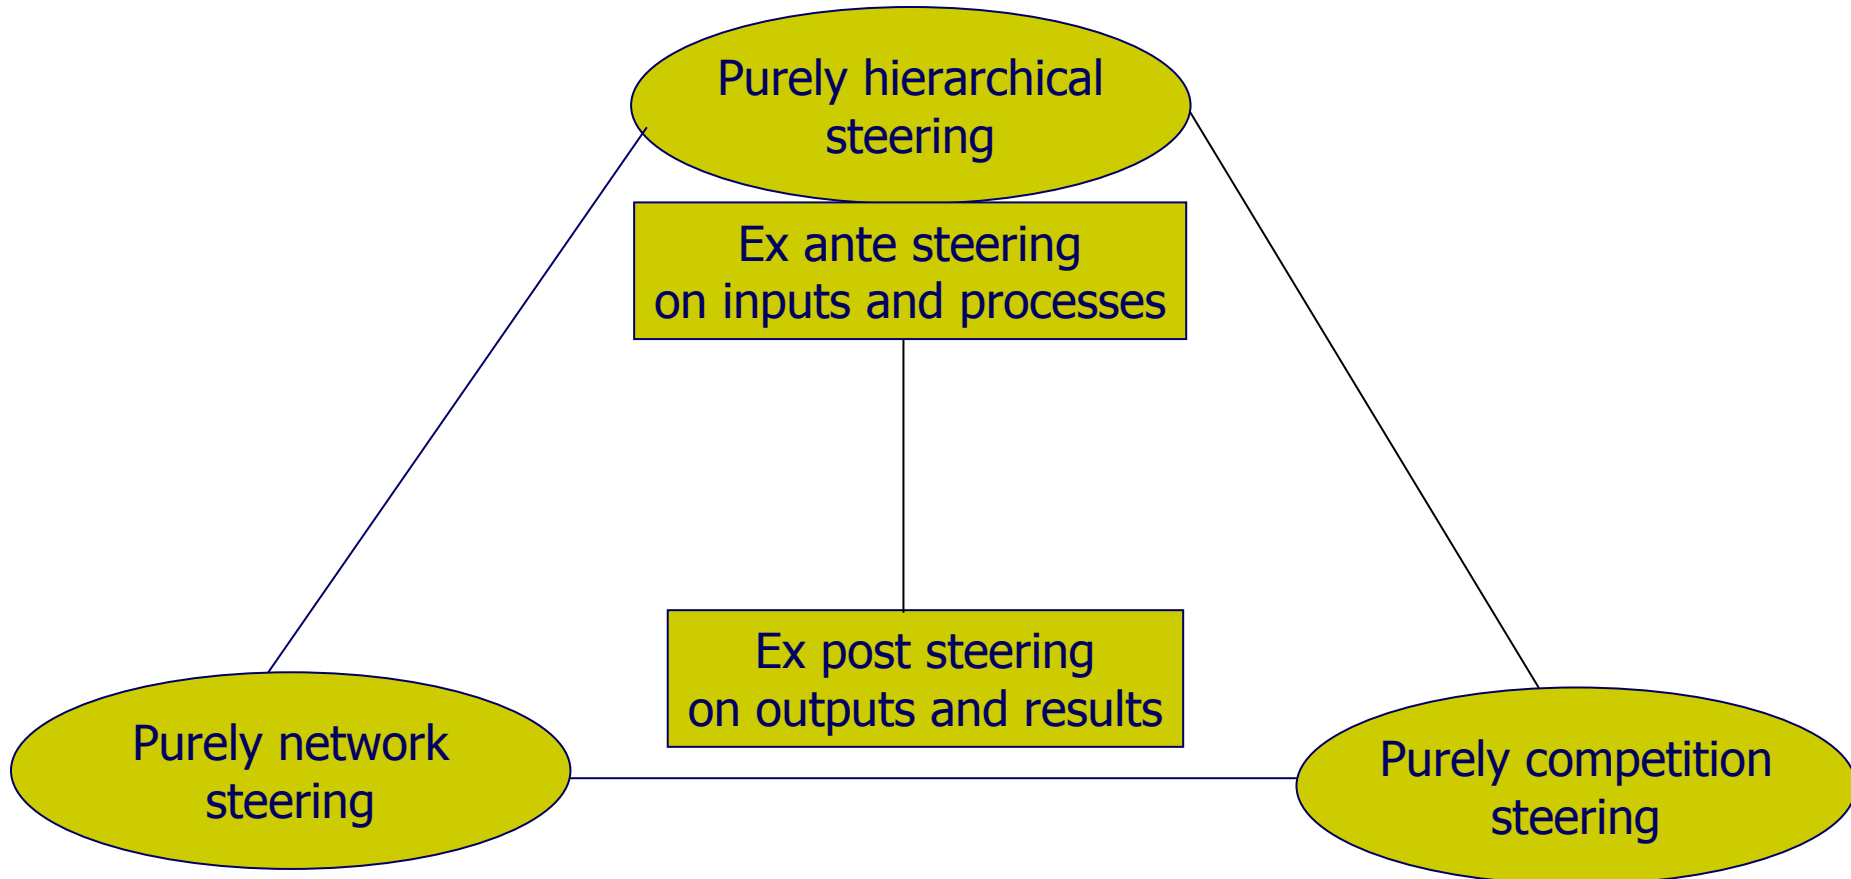 Purely hierarchical
steering
Ex ante steering
on inputs and processes
Ex post steering
on outputs and results
Purely network
steering
Purely competition
steering